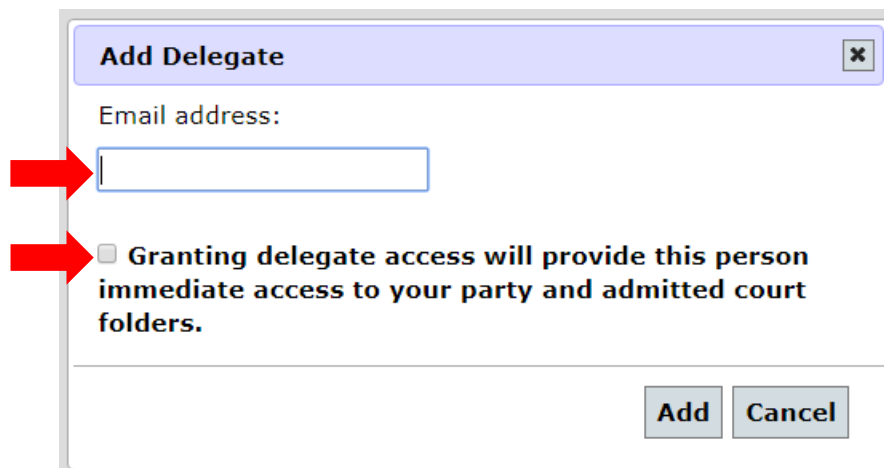 Add Delegate
Email address:
Granting delegate access will provide this person
immediate access to your party and admitted court
folders.
Add Cancel